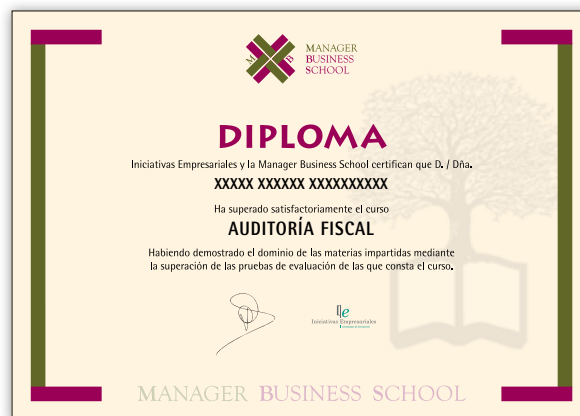 M B
MANAGER
BUSINESS
SCHOOL
DIPLOMA
Iniciativas Empresariales y la Manager Business School certifican que D. / Dña.
XXXXX XXXXXX XXXXXXXXXX
Ha superado satisfactoriamente el curso
AUDITORÍA FISCAL
Habiendo demostrado el dominio de las materias impartidas mediante
la superación de las pruebas de evaluación de las que consta el curso.
Ie
Iniciativas Empresariales
MANAGER BUSINESS SCHOOL